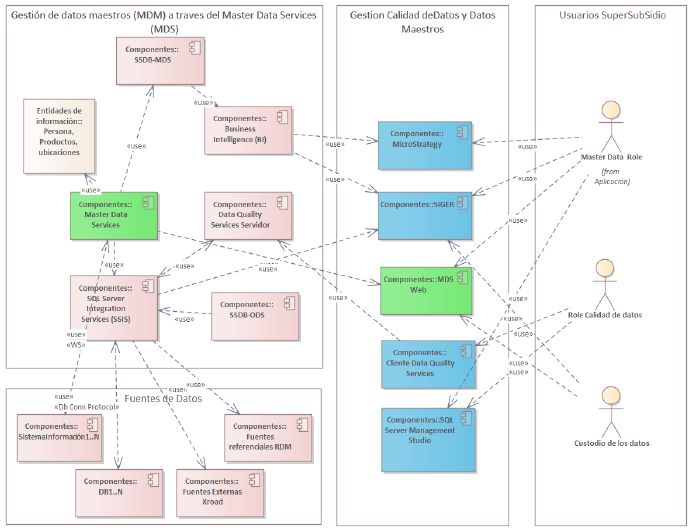 Gestión de datos maestros (MDM) a traves del Master Data Services
(MDS)
Componentes::
SSDB-MDS
«use»
Entidades de
información::
Persona,
Productos,
ubicaciones
Componentes::
Business
Intelligence (BI)
«use»
«use»
Componentes::
Master Data
Services
Componentes::
Data Quality
Services Servidor
«use»
«use»
Componentes::
SQL Server
Integration
Services (SSIS)
Componentes::
SSDB-ODS
«use»
«use»
«WS»
Gestion Calidad deDatos y Datos
Maestros
«use»
Componentes::
MicroStrategy
«use»
Componentes::SIGER
«use»
«use»
Componentes::MDS
Web
«use»
Componentes::
Cliente Data Quality
Services
Componentes::SQL
Server Management
Studio
Usuarios SuperSubSidio
«use»
Master Data Role
(from
Aplicación)
«use»
«use»
«use»
Role Calidad de datos
«use»
«use»
«use»
Custodio de los datos
Fuentes de Datos
«use»
«use»
«Db Conn Protocol»
Componentes::
SistemaInformación1..N
Componentes::
Fuentes
referenciales RDM
Componentes::
DB1..N
Componentes::
Fuentes Externas
Xroad